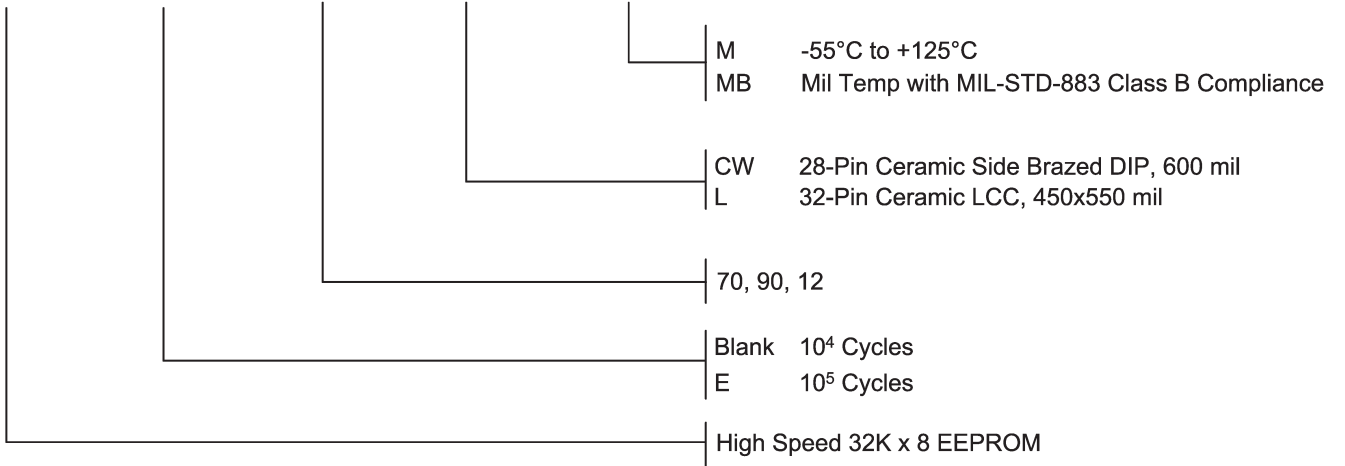 M -55°C to +125°C
MB Mil Temp with MIL-STD-883 Class B Compliance
CW 28-Pin Ceramic Side Brazed DIP, 600 mil
L 32-Pin Ceramic LCC, 450x550 mil
70, 90, 12
Blank 10⁴ Cycles
E 10⁵ Cycles
High Speed 32K x 8 EEPROM